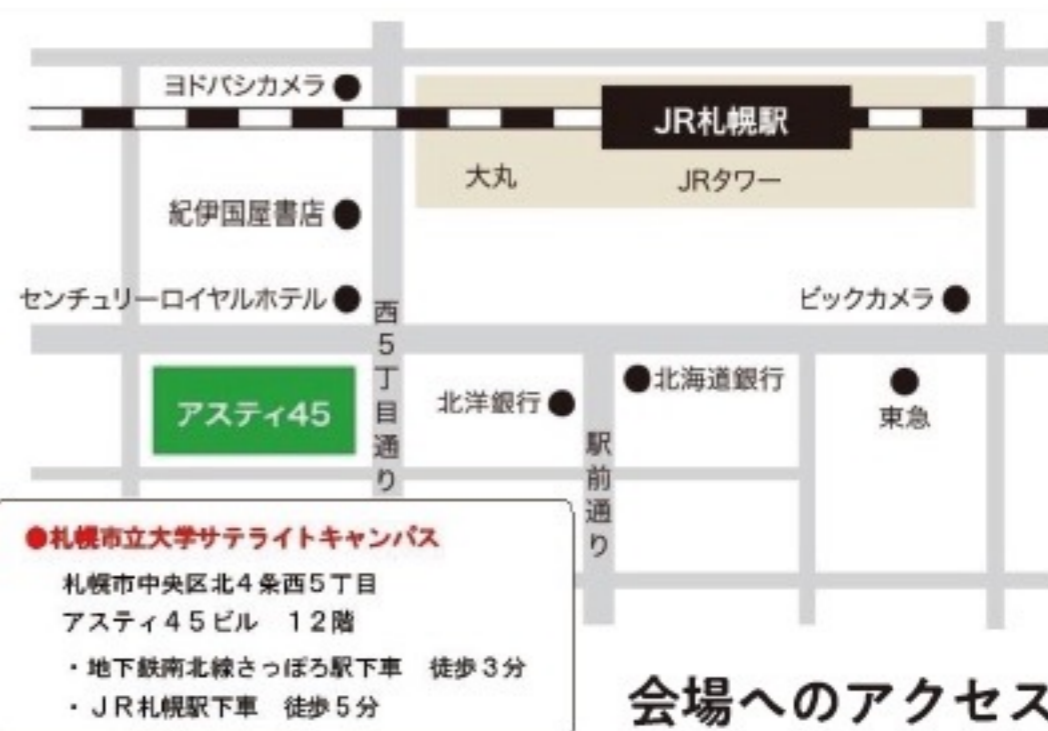 ヨドバシカメラ
JR札幌駅
大丸
JRタワー
紀伊国屋書店
センチュリーロイヤルホテル
ビックカメラ
西5丁目通り
アスティ45
北洋銀行
北海道銀行
東急
駅前通り
●札幌市立大学サテライトキャンパス
札幌市中央区北4条西5丁目
アスティ45ビル 12階
・地下鉄南北線さっぽろ駅下車 徒歩3分
・JR札幌駅下車 徒歩5分
会場へのアクセス